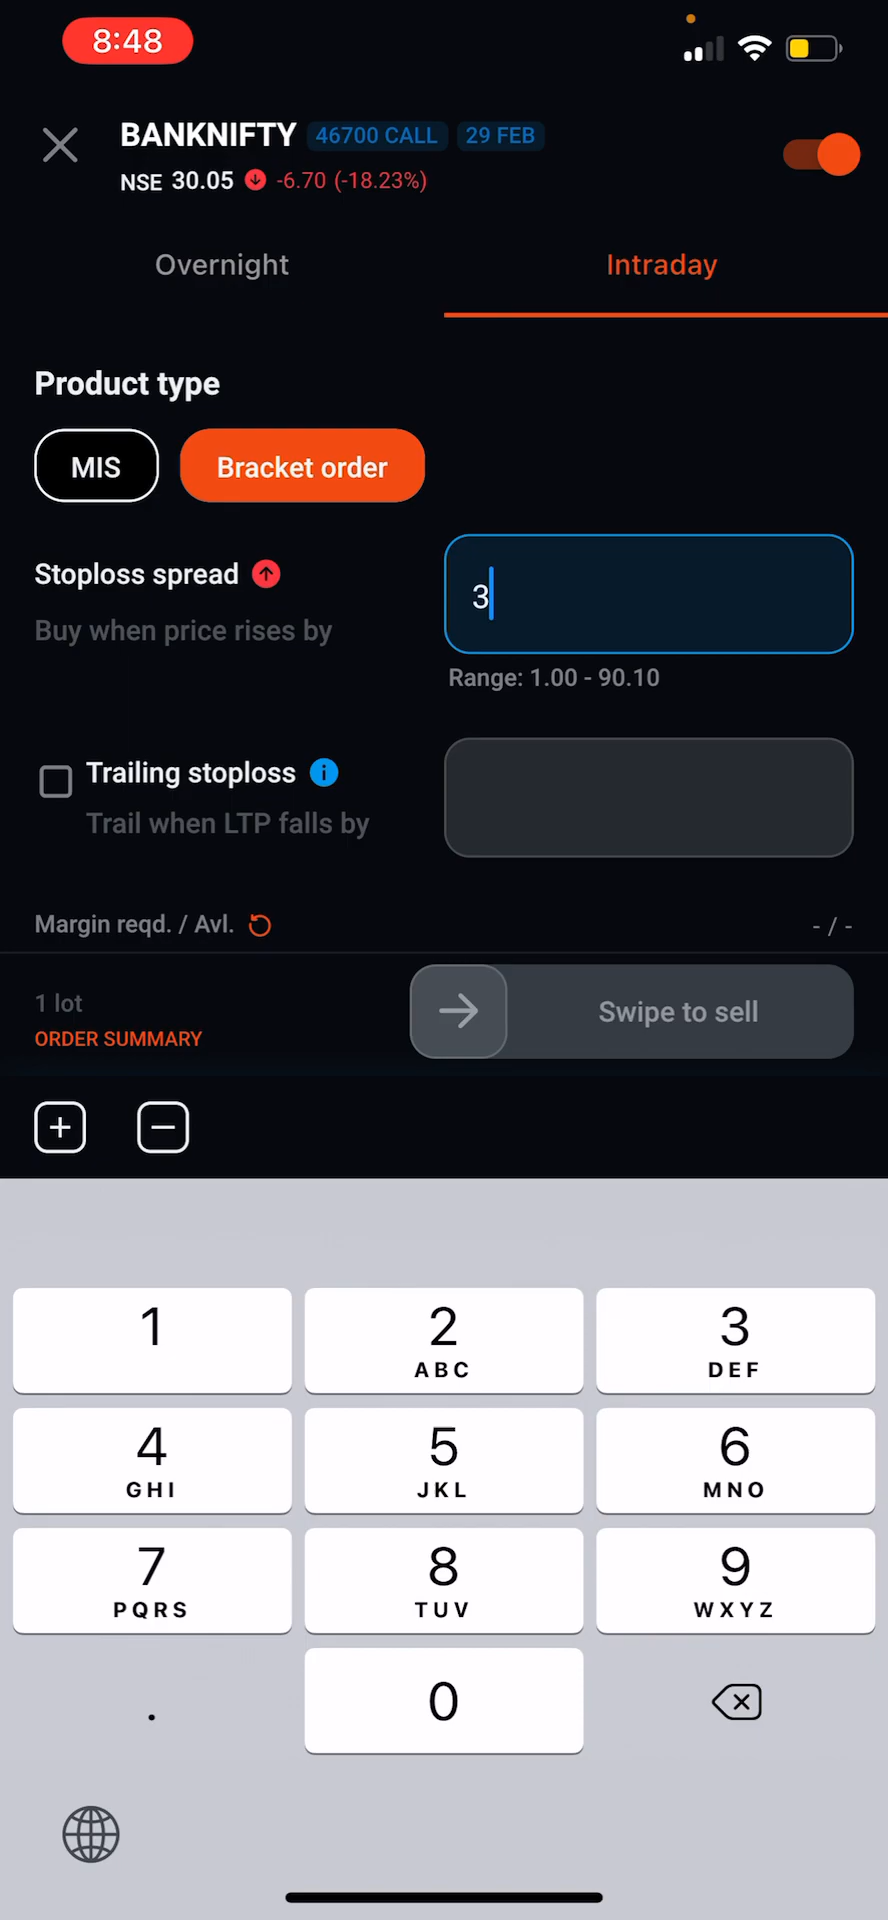 8:48
BANKNIFTY 46700 CALL 29 FEB
NSE 30.05 -6.70 (-18.23%)
Overnight Intraday
Product type
MIS Bracket order
Stoploss spread 3
Buy when price rises by
Range: 1.00 - 90.10
Trailing stoploss i
Trail when LTP falls by
Margin reqd. / Avl. - / -
1 lot Swipe to sell
ORDER SUMMARY
+ −
1 2 3
ABC DEF
4 5 6
GHI JKL MNO
7 8 9
PQRS TUV WXYZ
. 0